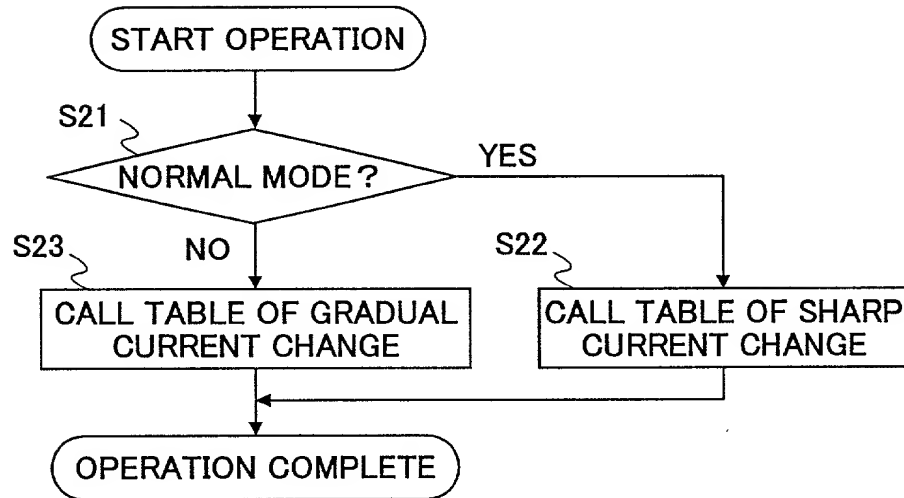 START OPERATION
S21
NORMAL MODE?
YES
NO
S23
CALL TABLE OF GRADUAL
CURRENT CHANGE
S22
CALL TABLE OF SHARP
CURRENT CHANGE
OPERATION COMPLETE